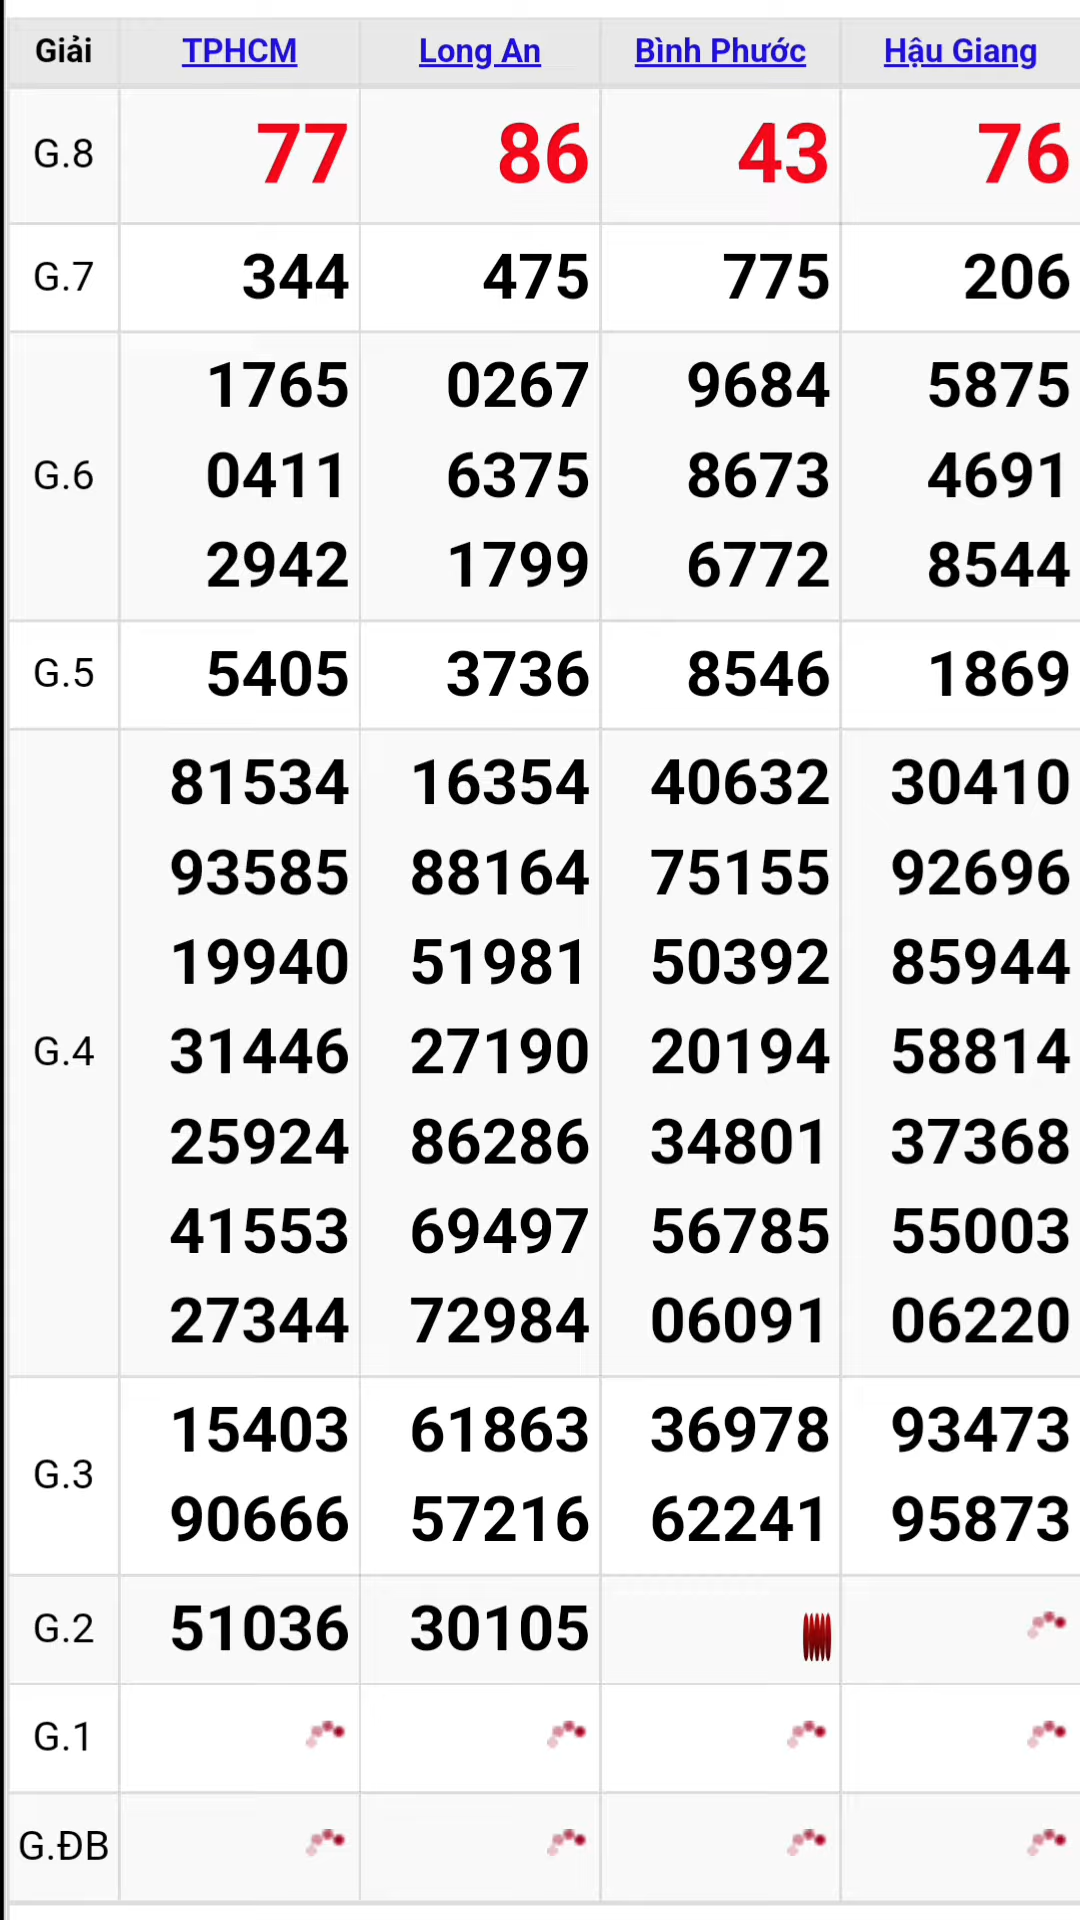 Giải TPHCM Long An Bình Phước Hậu Giang
G.8 77 86 43 76
G.7 344 475 775 206
1765 0267 9684 5875
G.6 0411 6375 8673 4691
2942 1799 6772 8544
G.5 5405 3736 8546 1869
81534 16354 40632 30410
93585 88164 75155 92696
19940 51981 50392 85944
G.4 31446 27190 20194 58814
25924 86286 34801 37368
41553 69497 56785 55003
27344 72984 06091 06220
G.3 15403 61863 36978 93473
90666 57216 62241 95873
G.2 51036 30105
G.1
G.ĐB